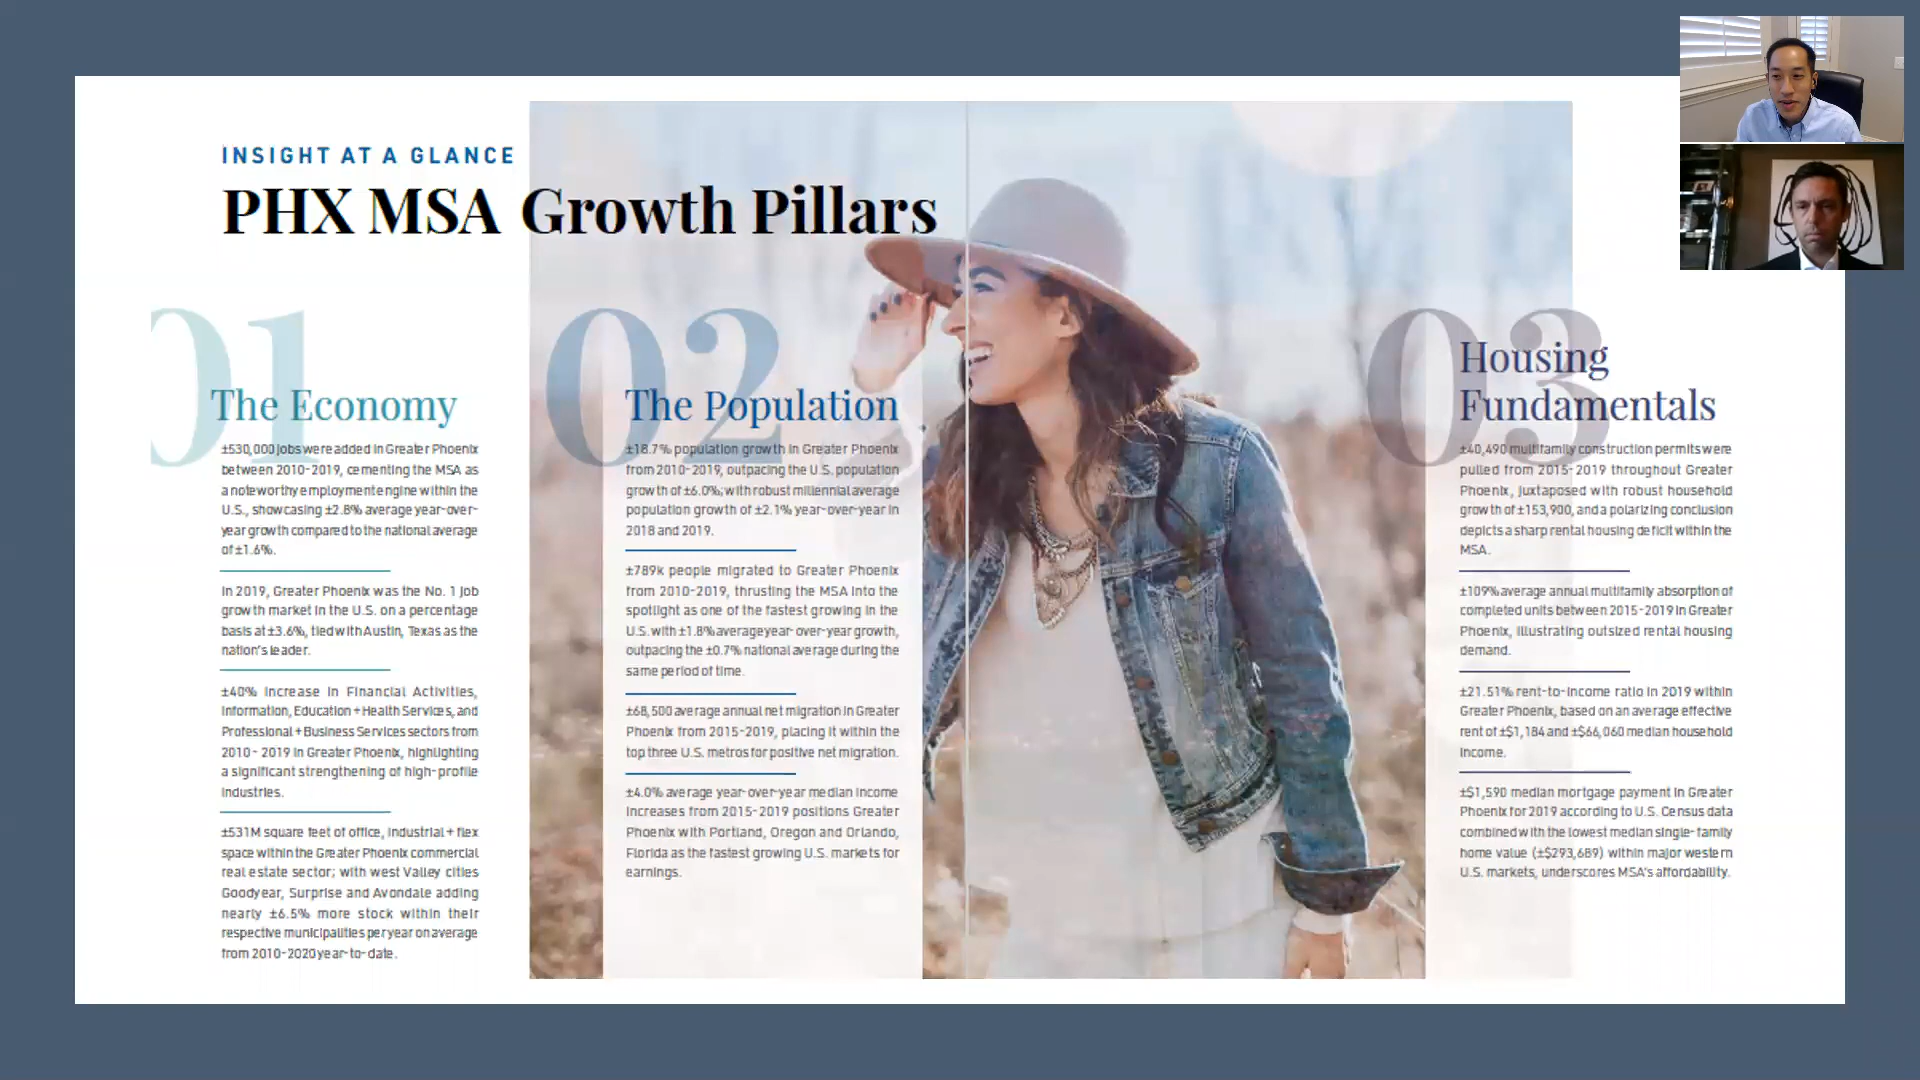 INSIGHT AT A GLANCE
PHX MSA Growth Pillars
01
The Economy
±530,000 jobs were added in Greater Phoenix
between 2010-2019, cementing the MSA as
a noteworthy employment engine within the
U.S., showcasing ±2.8% average year-over-
year growth compared to the national average
of ±1.6%.
In 2019, Greater Phoenix was the No. 1 job
growth market in the U.S. on a percentage
basis at ±3.6%, tied with Austin, Texas as the
nation's leader.
±40% increase in Financial Activities,
Information, Education + Health Services, and
Professional + Business Services sectors from
2010- 2019 in Greater Phoenix, highlighting
a significant strengthening of high-profile
industries.
±531M square feet of office, industrial + flex
space within the Greater Phoenix commercial
real estate sector; with west Valley cities
Goodyear, Surprise and Avondale adding
nearly ±6.5% more stock within their
respective municipalities per year on average
from 2010-2020 year-to-date.
02
The Population
±18.7% population growth in Greater Phoenix
from 2010-2019, outpacing the U.S. population
growth of ±6.0%; with robust millennial average
population growth of ±2.1% year-over-year in
2018 and 2019.
±789k people migrated to Greater Phoenix
from 2010-2019, thrusting the MSA into the
spotlight as one of the fastest growing in the
U.S. with ±1.8% average year-over-year growth,
outpacing the ±0.7% national average during the
same period of time.
±68,500 average annual net migration in Greater
Phoenix from 2015-2019, placing it within the
top three U.S. metros for positive net migration.
±4.0% average year-over-year median income
increases from 2015-2019 positions Greater
Phoenix with Portland, Oregon and Orlando,
Florida as the fastest growing U.S. markets for
earnings.
03
Housing
Fundamentals
±40,490 multifamily construction permits were
pulled from 2015-2019 throughout Greater
Phoenix, juxtaposed with robust household
growth of ±153,900, and a polarizing conclusion
depicts a sharp rental housing deficit within the
MSA.
±109% average annual multifamily absorption of
completed units between 2015-2019 in Greater
Phoenix, illustrating outsized rental housing
demand.
±21.51% rent-to-income ratio in 2019 within
Greater Phoenix, based on an average effective
rent of ±$1,184 and ±$66,060 median household
income.
±$1,590 median mortgage payment in Greater
Phoenix for 2019 according to U.S. Census data
combined with the lowest median single-family
home value (±$293,689) within major western
U.S. markets, underscores MSA's affordability.